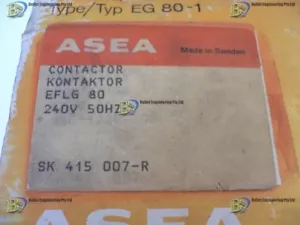 Type/Typ EG 80-1
ASEA
Made in Sweden
CONTACTOR
KONTAKTOR
EFLG 80
240V 50HZ
SK 415 007-R
ASEA